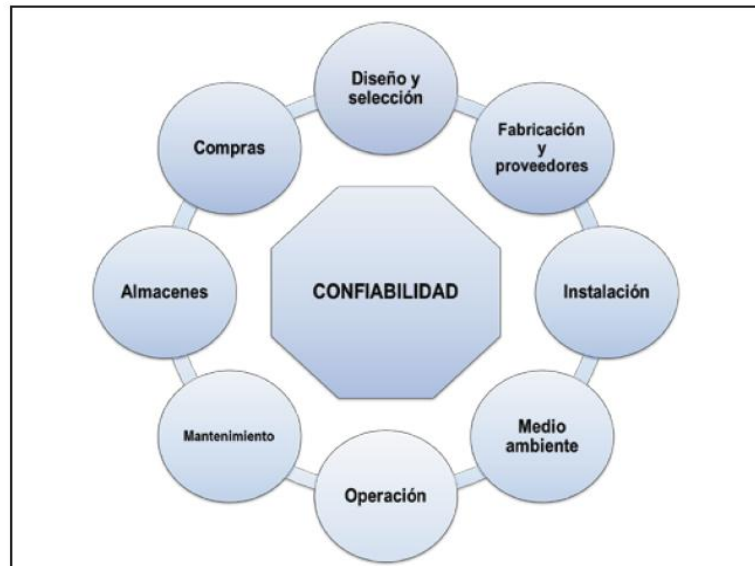 Diseño y
selección
Fabricación
y
proveedores
Compras
Almacenes
CONFIABILIDAD
Instalación
Mantenimiento
Medio
ambiente
Operación